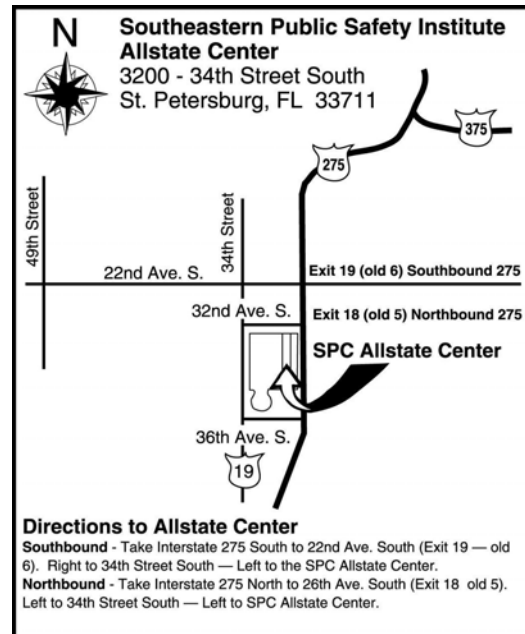 N
Southeastern Public Safety Institute
Allstate Center
3200 - 34th Street South
St. Petersburg, FL  33711
375
275
49th Street
34th Street
22nd Ave. S.
Exit 19 (old 6) Southbound 275
32nd Ave. S.
Exit 18 (old 5) Northbound 275
SPC Allstate Center
36th Ave. S.
19
Directions to Allstate Center
Southbound - Take Interstate 275 South to 22nd Ave. South (Exit 19 — old
6).  Right to 34th Street South — Left to the SPC Allstate Center.
Northbound - Take Interstate 275 North to 26th Ave. South (Exit 18  old 5).
Left to 34th Street South — Left to SPC Allstate Center.